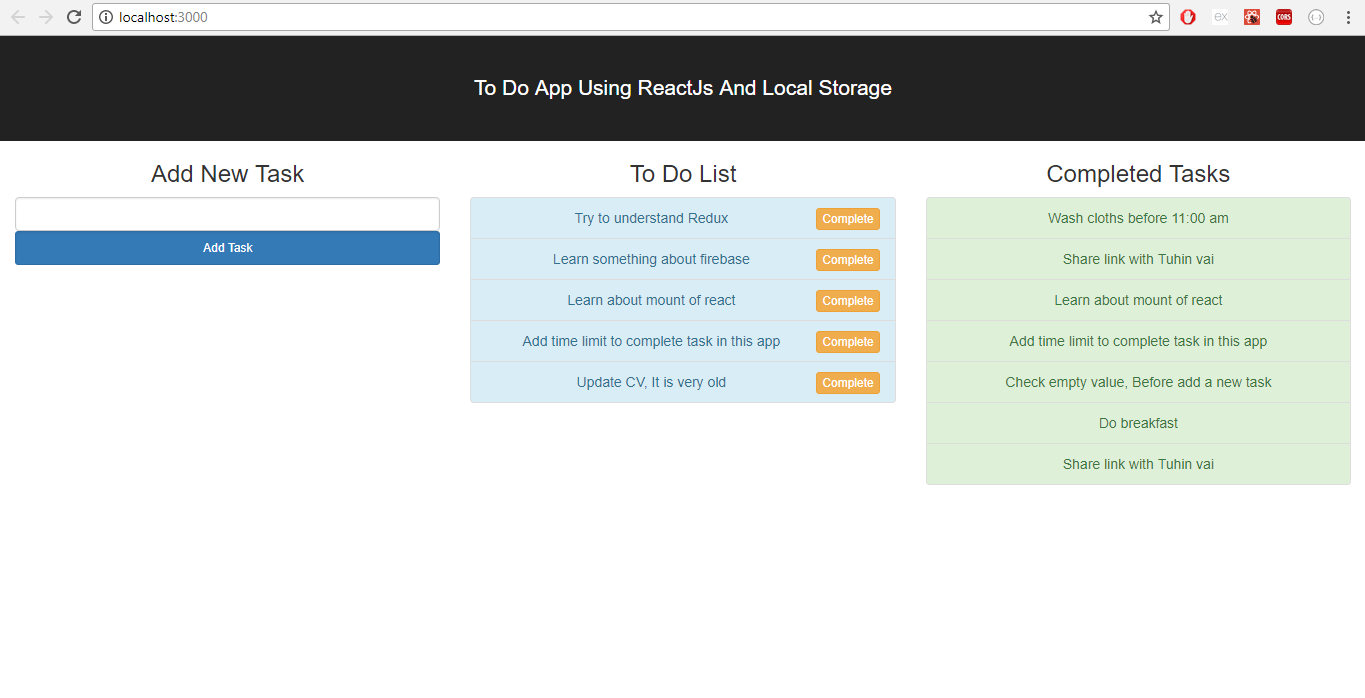 localhost:3000
ex
CORS
To Do App Using ReactJs And Local Storage
Add New Task
Add Task
To Do List
Try to understand Redux Complete
Learn something about firebase Complete
Learn about mount of react Complete
Add time limit to complete task in this app Complete
Update CV, It is very old Complete
Completed Tasks
Wash cloths before 11:00 am
Share link with Tuhin vai
Learn about mount of react
Add time limit to complete task in this app
Check empty value, Before add a new task
Do breakfast
Share link with Tuhin vai